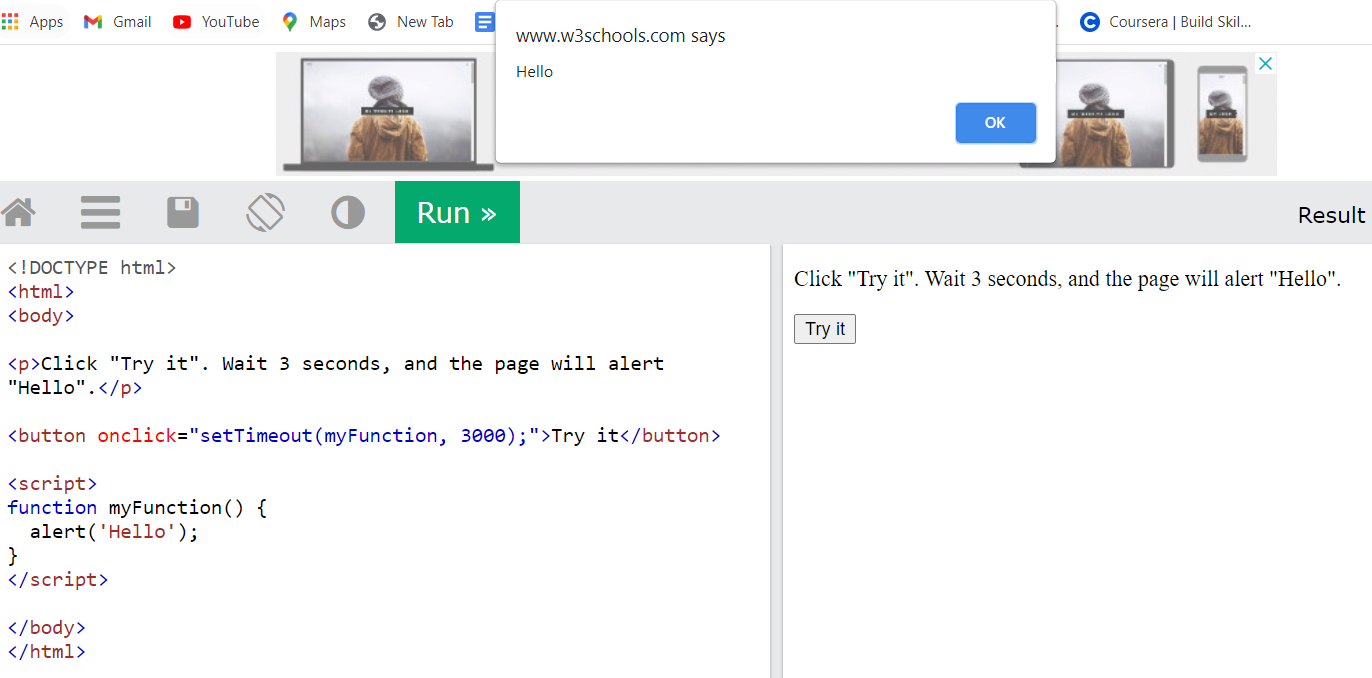 Apps Gmail YouTube Maps New Tab Coursera | Build Skil...
www.w3schools.com says
Hello
OK
Run »
Result
<!DOCTYPE html>
<html>
<body>
<p>Click "Try it". Wait 3 seconds, and the page will alert
"Hello".</p>
<button onclick="setTimeout(myFunction, 3000);">Try it</button>
<script>
function myFunction() {
  alert('Hello');
}
</script>
</body>
</html>
Click "Try it". Wait 3 seconds, and the page will alert "Hello".
Try it